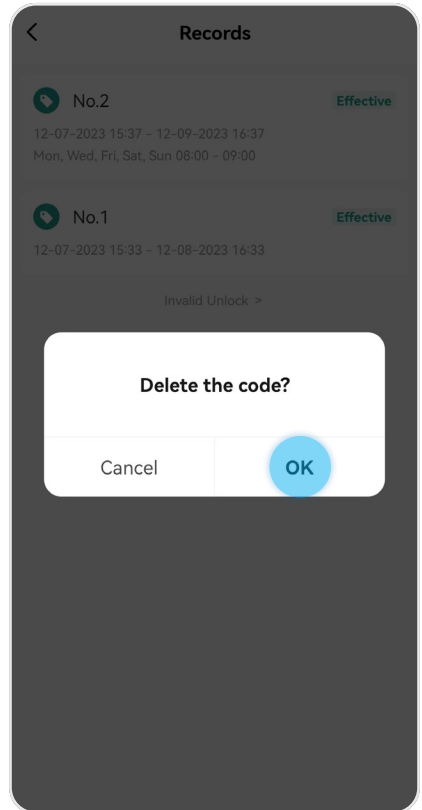 Records
No.2 Effective
12-07-2023 15:37 - 12-09-2023 16:37
Mon, Wed, Fri, Sat, Sun 08:00 - 09:00
No.1 Effective
12-07-2023 15:33 - 12-08-2023 16:33
Invalid Unlock >
Delete the code?
Cancel OK